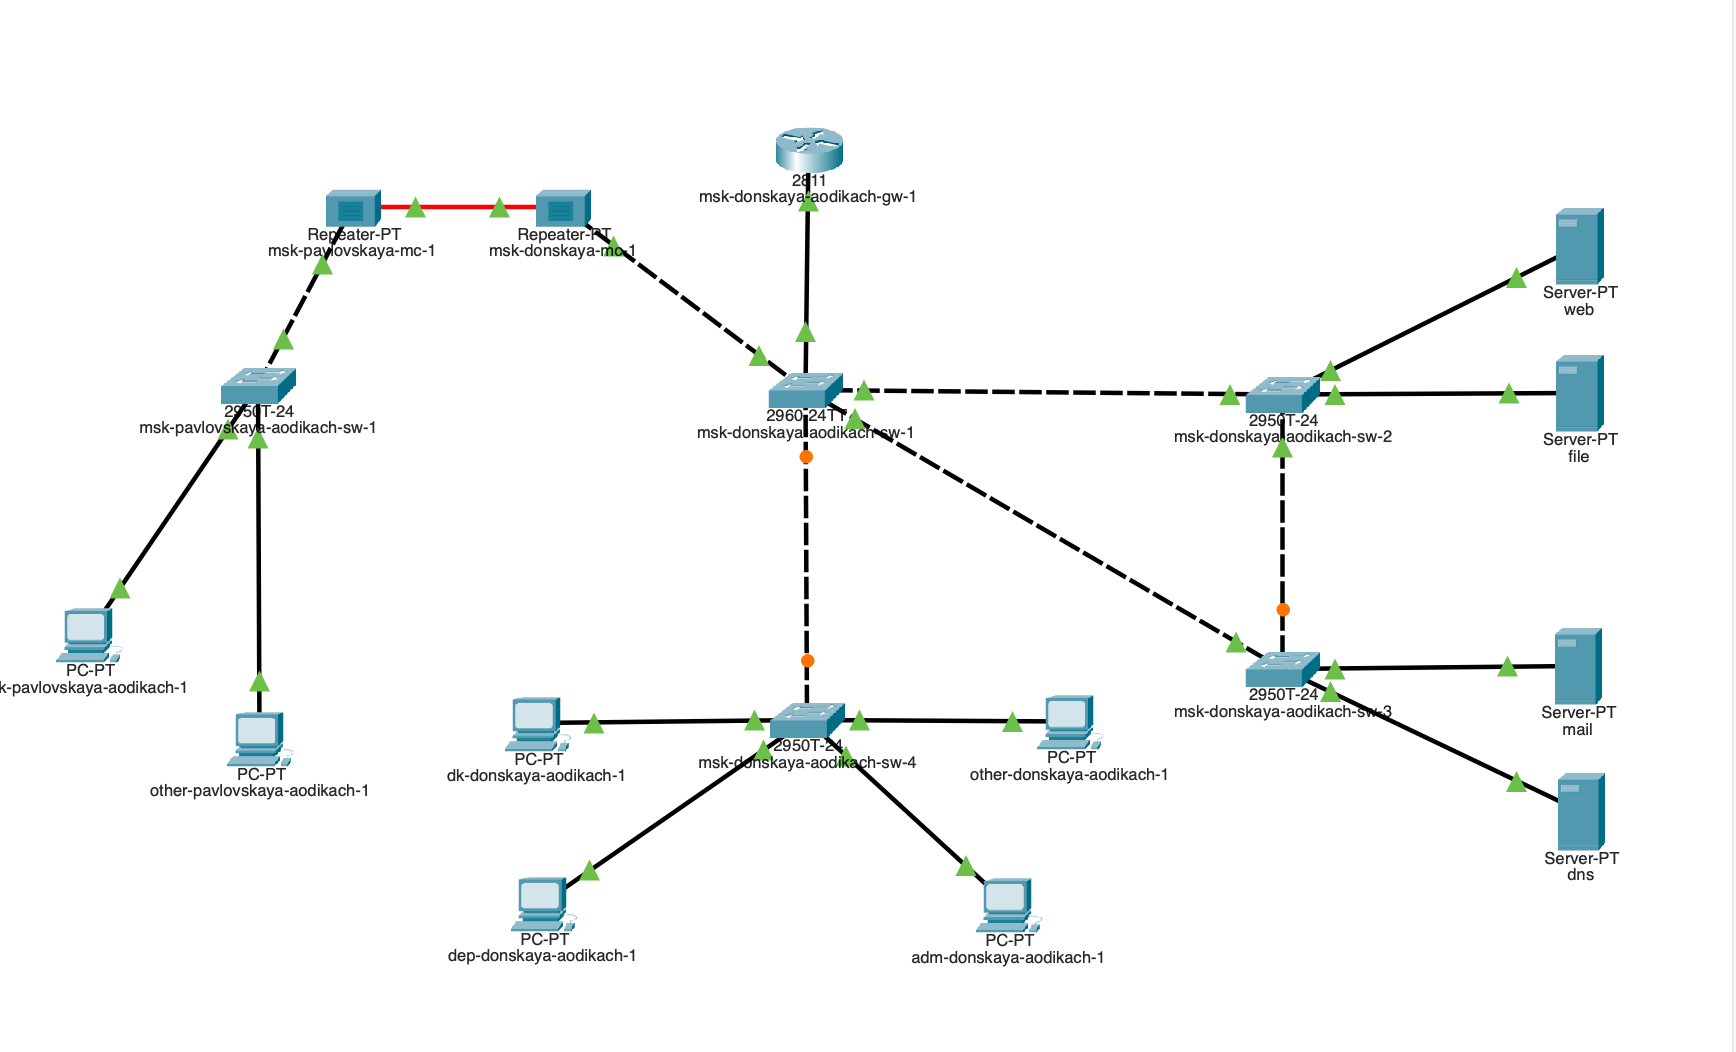 2811
msk-donskaya-aodikach-gw-1
Repeater-PT
msk-pavlovskaya-mc-1
Repeater-PT
msk-donskaya-mc-1
Server-PT
web
2950T-24
msk-pavlovskaya-aodikach-sw-1
2960-24TT
msk-donskaya-aodikach-sw-1
2950T-24
msk-donskaya-aodikach-sw-2
Server-PT
file
PC-PT
k-pavlovskaya-aodikach-1
2950T-24
msk-donskaya-aodikach-sw-3
Server-PT
mail
PC-PT
other-pavlovskaya-aodikach-1
PC-PT
dk-donskaya-aodikach-1
2950T-24
msk-donskaya-aodikach-sw-4
PC-PT
other-donskaya-aodikach-1
Server-PT
dns
PC-PT
dep-donskaya-aodikach-1
PC-PT
adm-donskaya-aodikach-1